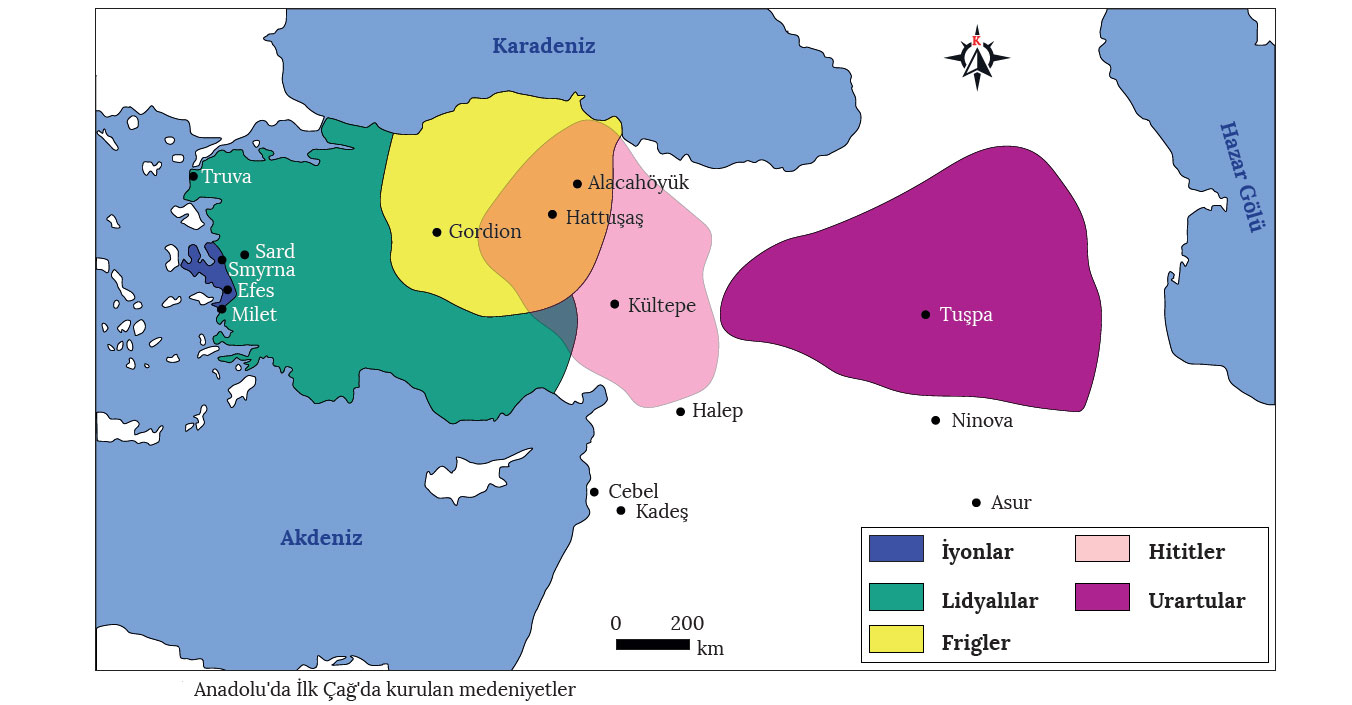 Karadeniz
K
Hazar Gölü
Truva
Alacahöyük
Hattuşaş
Gordion
Sard
Smyrna
Efes
Milet
Kültepe
Tuşpa
Halep
Ninova
Cebel
Kadeş
Asur
Akdeniz
İyonlar
Hititler
Lidyalılar
Urartular
Frigler
0 200
km
Anadolu'da İlk Çağ'da kurulan medeniyetler